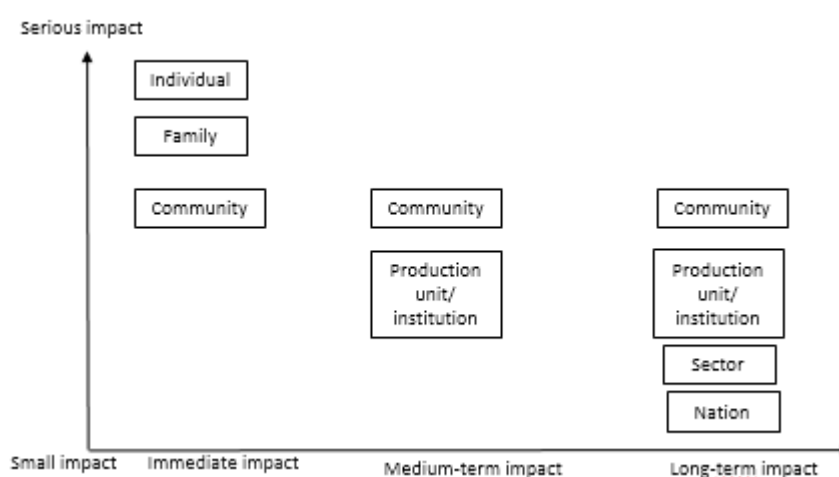 Serious impact
Individual
Family
Community
Community
Community
Production
unit/
institution
Production
unit/
institution
Sector
Nation
Small impact
Immediate impact
Medium-term impact
Long-term impact